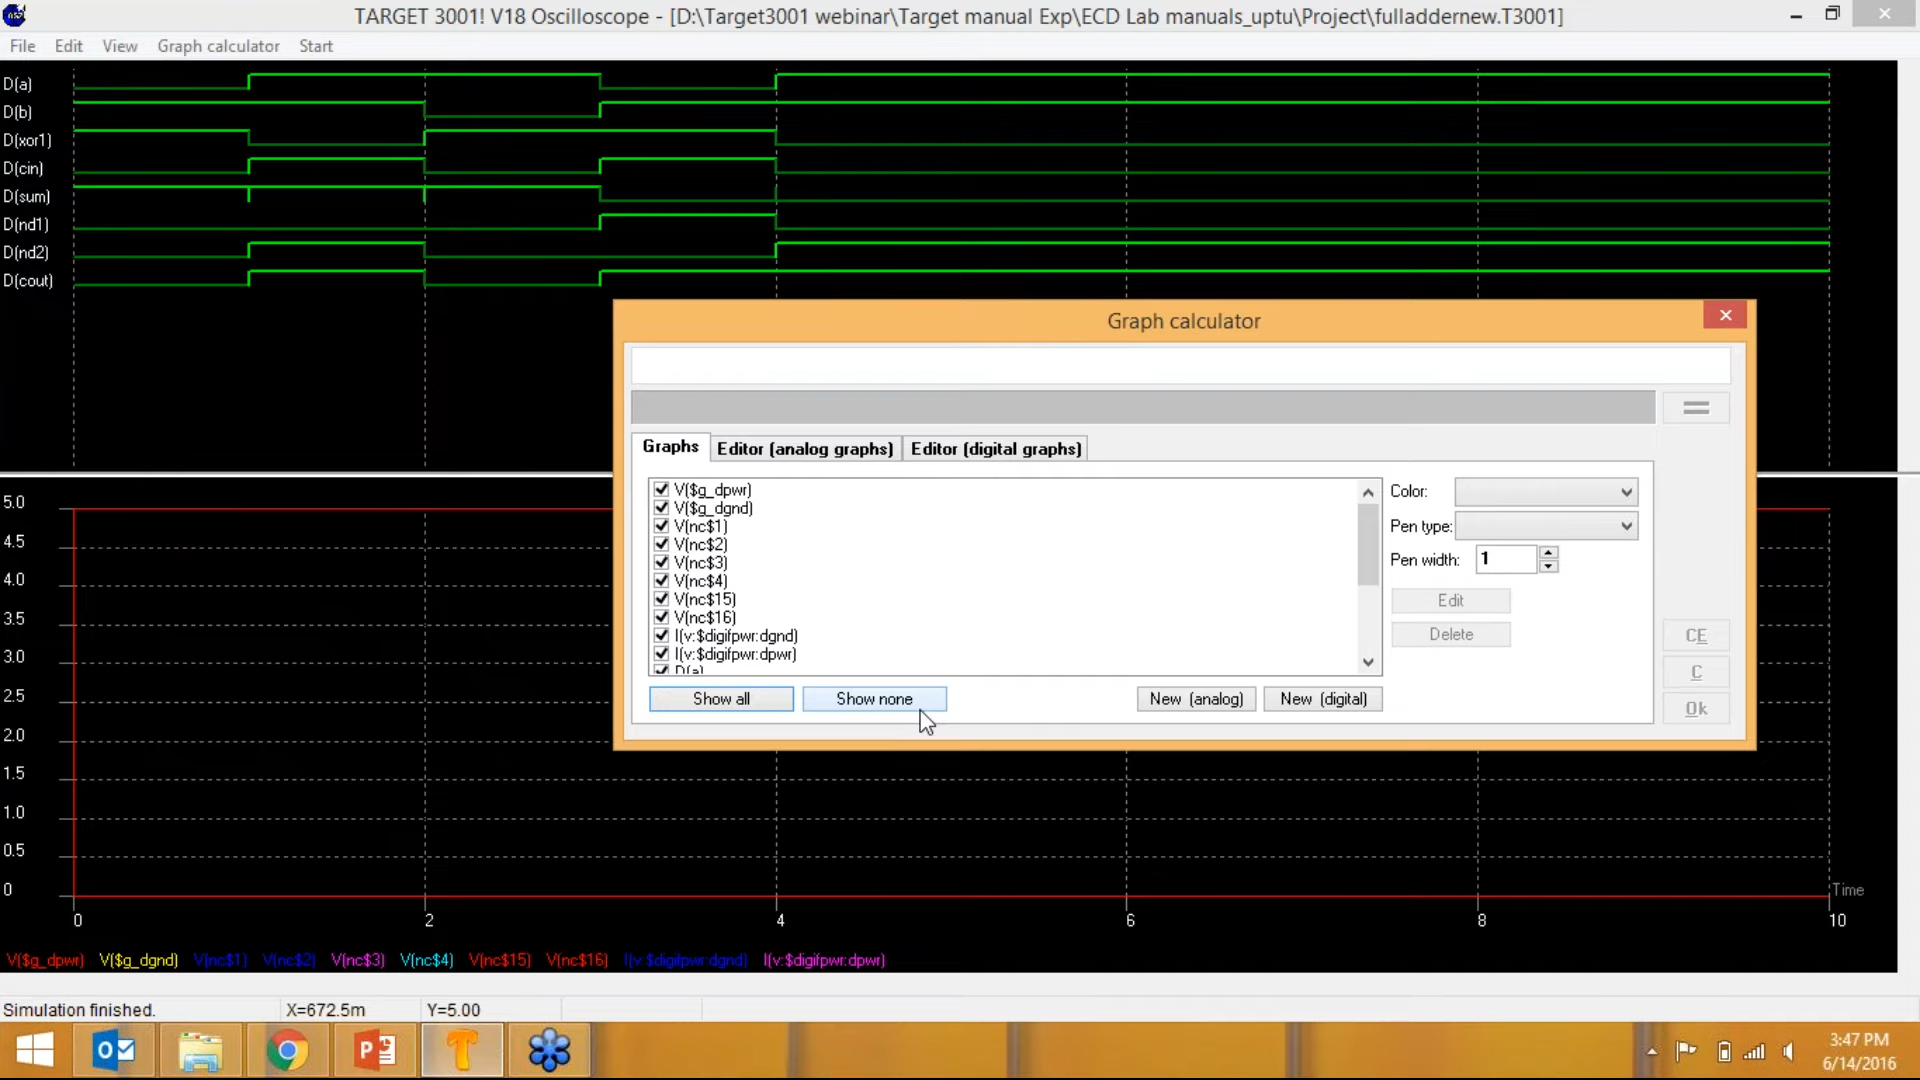 TARGET 3001! V18 Oscilloscope - [D:\Target3001 webinar\Target manual Exp\ECD Lab manuals_uptu\Project\fulladdernew.T3001]
File Edit View Graph calculator Start
D(a)
D(b)
D(xor1)
D(cin)
D(sum)
D(nd1)
D(nd2)
D(cout)
Graph calculator
Graphs Editor (analog graphs) Editor (digital graphs)
V($g_dpwr)
V($g_dgnd)
V(nc$1)
V(nc$2)
V(nc$3)
V(nc$4)
V(nc$15)
V(nc$16)
I(v:$digifpwr:dgnd)
I(v:$digifpwr:dpwr)
D(a)
Color:
Pen type:
Pen width: 1
Edit
Delete
CE
C
Ok
Show all Show none New (analog) New (digital)
5.0
4.5
4.0
3.5
3.0
2.5
2.0
1.5
1.0
0.5
0
Time
0 2 4 6 8 10
V($g_dpwr) V($g_dgnd) V(nc$1) V(nc$2) V(nc$3) V(nc$4) V(nc$15) V(nc$16) I(v:$digifpwr:dgnd) I(v:$digifpwr:dpwr)
Simulation finished. X=672.5m Y=5.00
3:47 PM
6/14/2016